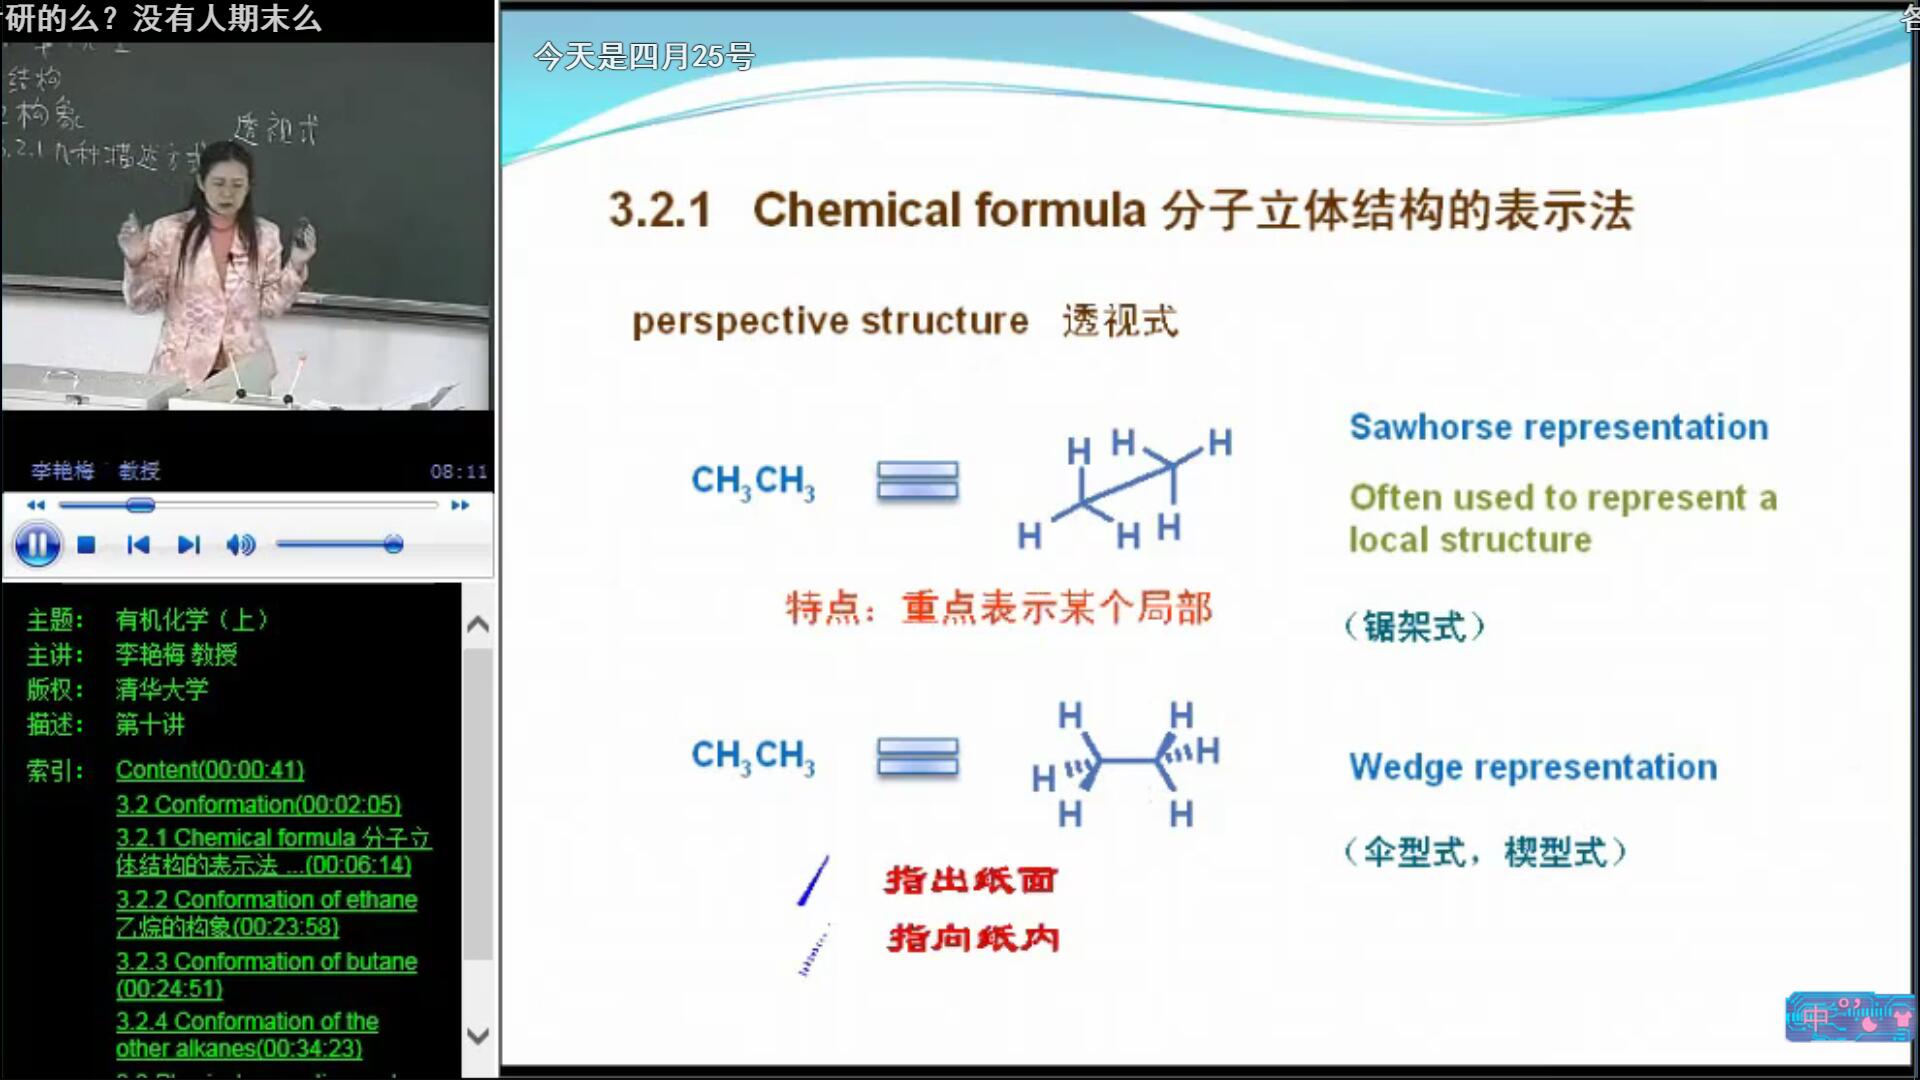 研的么？没有人期末么
结构
构象
3.2.1 几种描述方式
透视式
李艳梅 教授
08:11
主题： 有机化学（上）
主讲： 李艳梅 教授
版权： 清华大学
描述： 第十讲
索引： Content(00:00:41)
3.2 Conformation(00:02:05)
3.2.1 Chemical formula 分子立
体结构的表示法 ...(00:06:14)
3.2.2 Conformation of ethane
乙烷的构象(00:23:58)
3.2.3 Conformation of butane
(00:24:51)
3.2.4 Conformation of the
other alkanes(00:34:23)
今天是四月25号
3.2.1 Chemical formula 分子立体结构的表示法
perspective structure 透视式
CH₃CH₃
H H H
H H H
Sawhorse representation
Often used to represent a
local structure
特点：重点表示某个局部
（锯架式）
CH₃CH₃
H H
H H
H H
Wedge representation
（伞型式，楔型式）
指出纸面
指向纸内
中